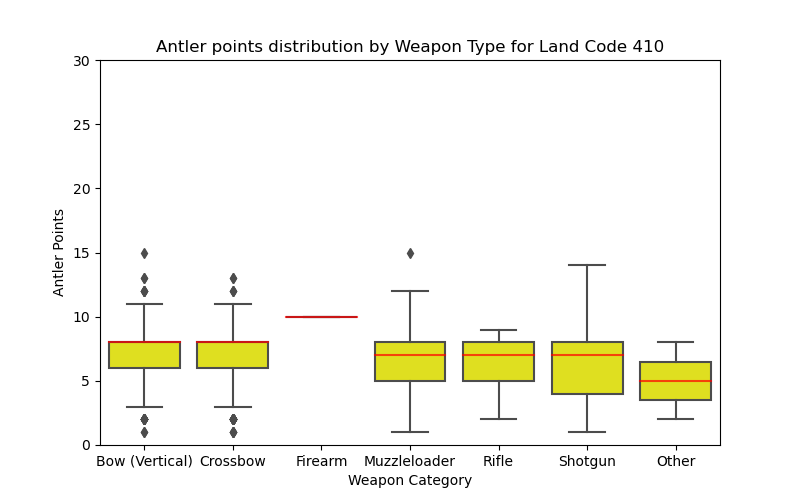 Antler points distribution by Weapon Type for Land Code 410
30
25
20
15
10
5
0
Antler Points
Bow (Vertical) Crossbow Firearm Muzzleloader Rifle Shotgun Other
Weapon Category